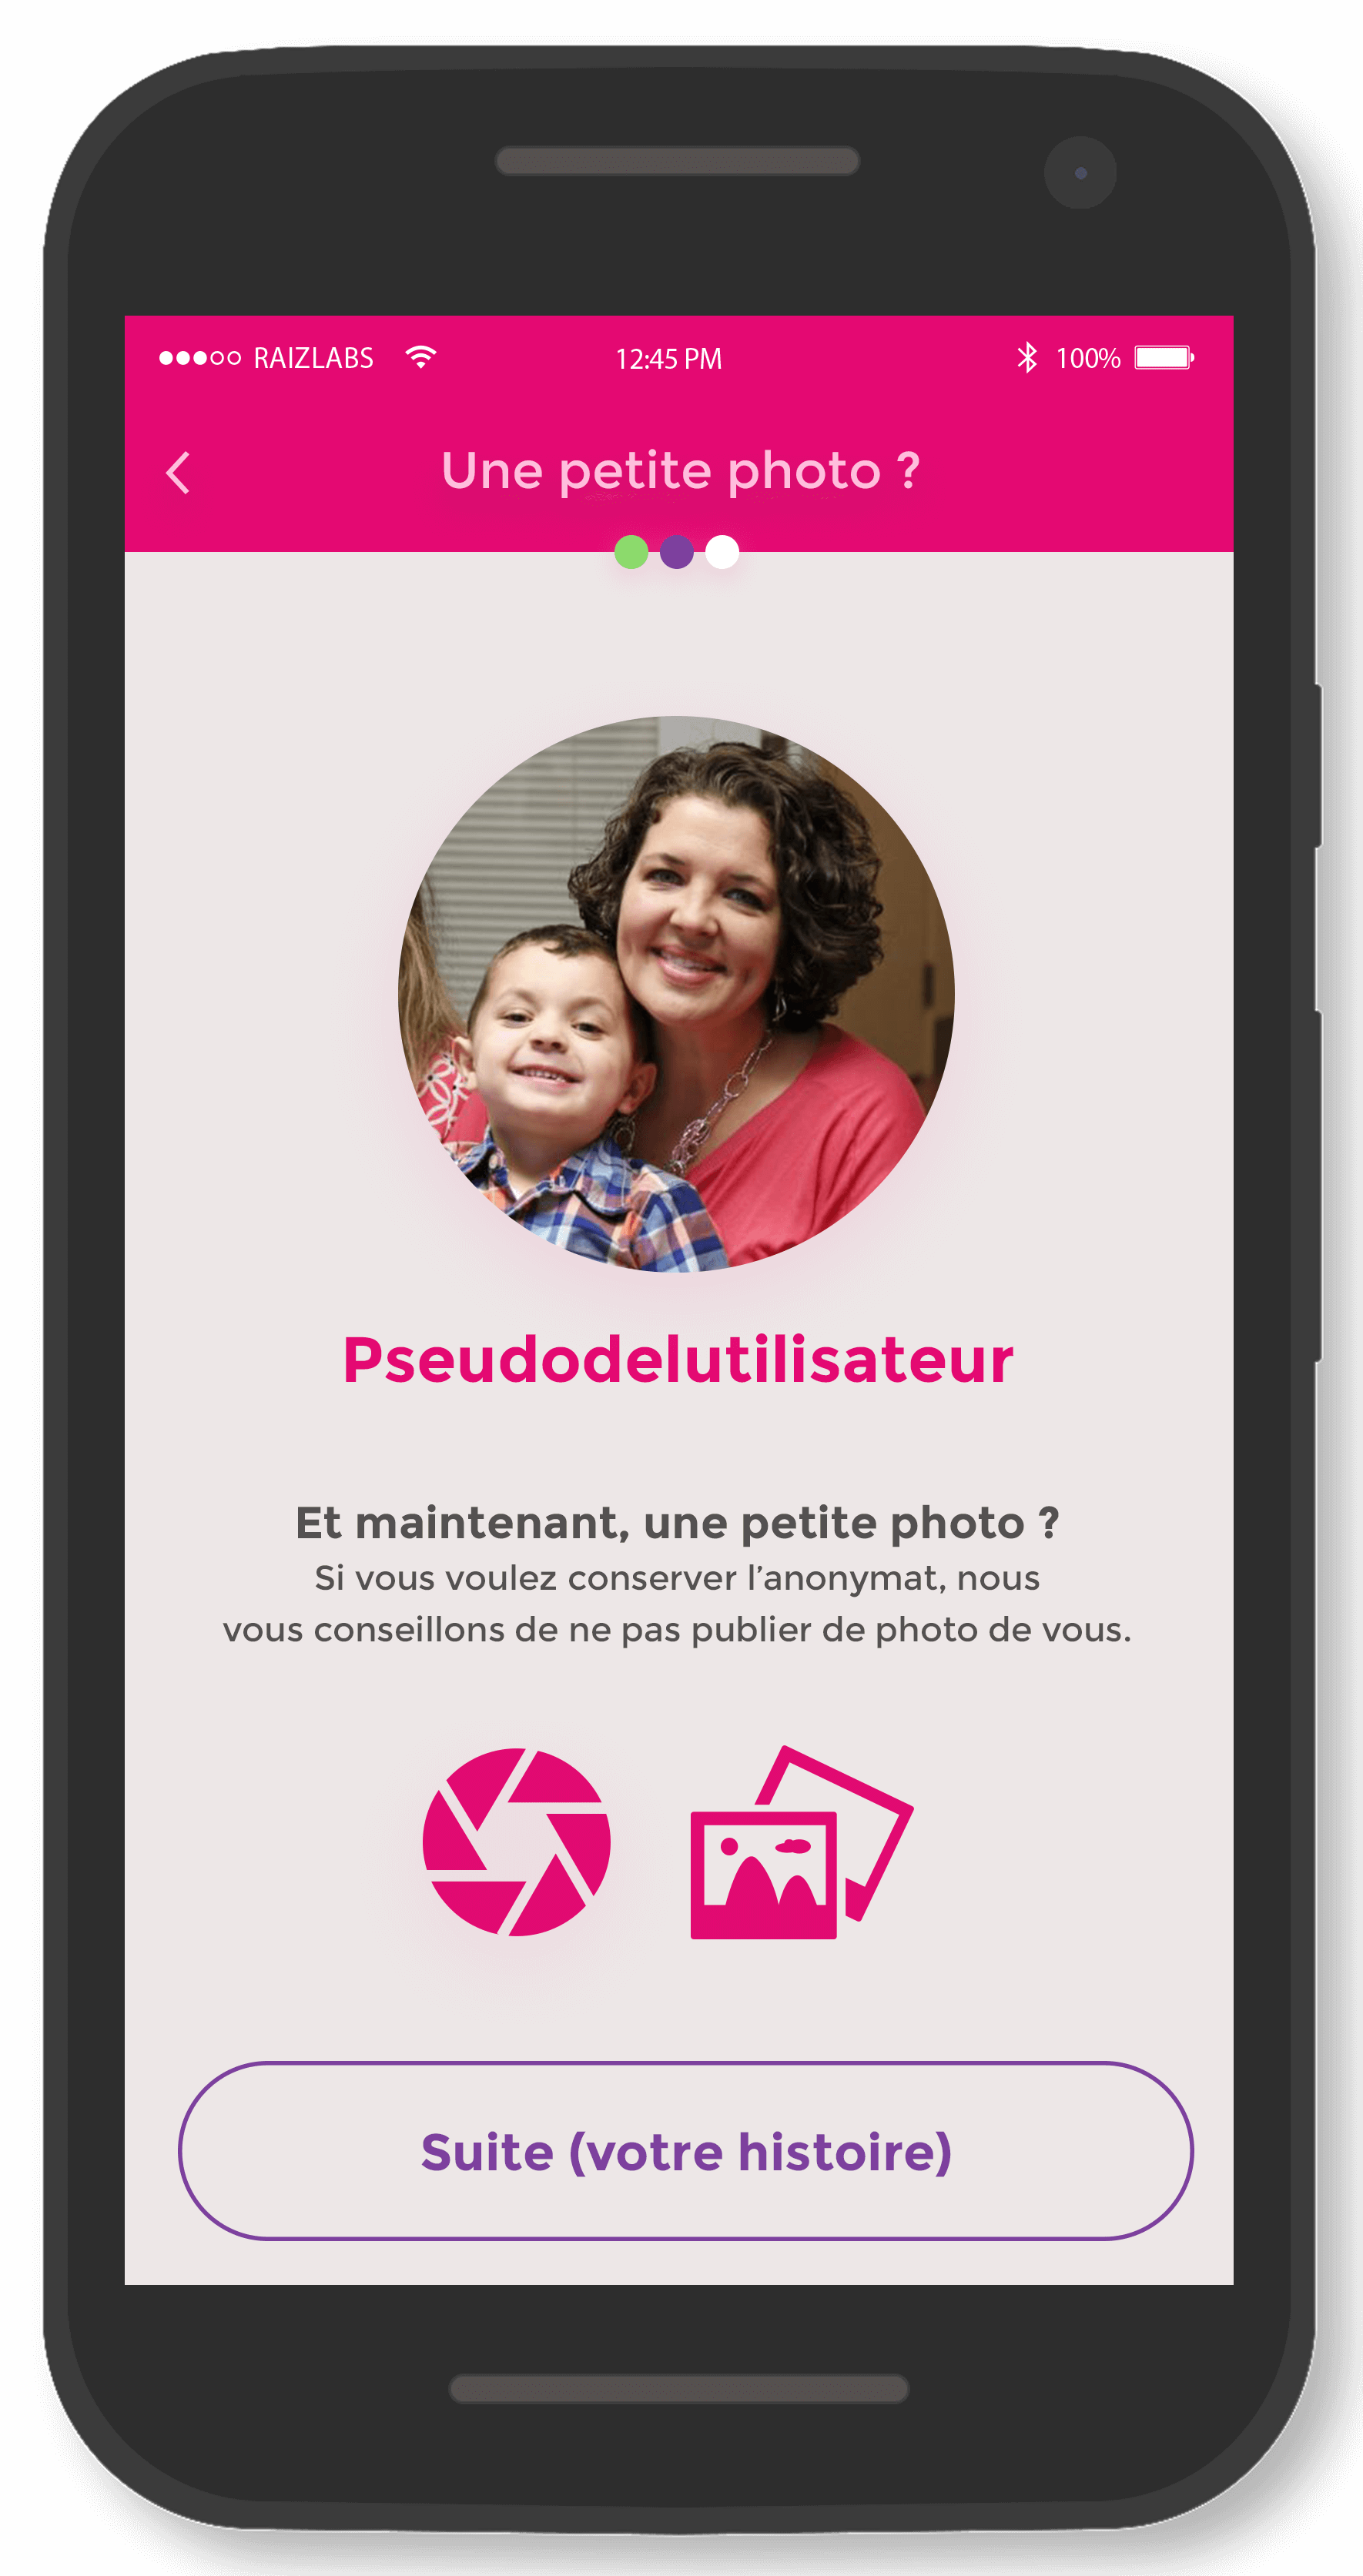 RAIZLABS 12:45 PM 100%
Une petite photo ?
Pseudodelutilisateur
Et maintenant, une petite photo ?
Si vous voulez conserver l’anonymat, nous
vous conseillons de ne pas publier de photo de vous.
Suite (votre histoire)